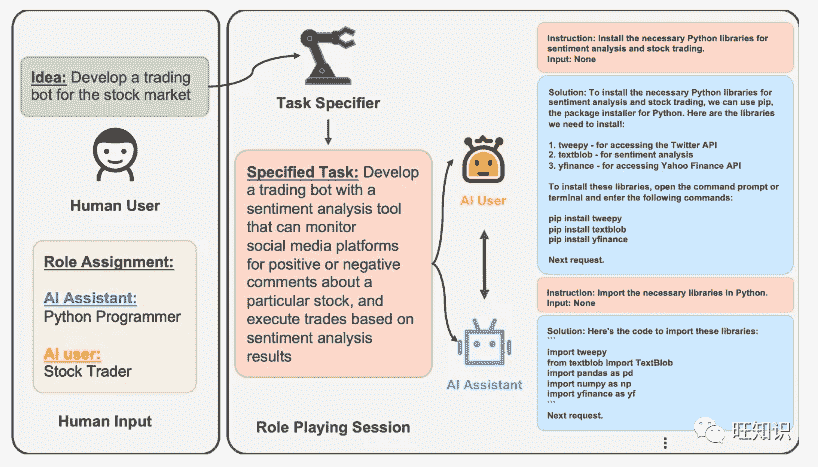 Idea: Develop a trading
bot for the stock market
Human User
Role Assignment:
AI Assistant:
Python Programmer
AI user:
Stock Trader
Human Input
Task Specifier
Specified Task: Develop
a trading bot with a
sentiment analysis tool
that can monitor
social media platforms
for positive or negative
comments about a
particular stock, and
execute trades based on
sentiment analysis
results
Role Playing Session
AI User
AI Assistant
Instruction: Install the necessary Python libraries for
sentiment analysis and stock trading.
Input: None
Solution: To install the necessary Python libraries for
sentiment analysis and stock trading, we can use pip,
the package installer for Python. Here are the libraries
we need to install:
1. tweepy - for accessing the Twitter API
2. textblob - for sentiment analysis
3. yfinance - for accessing Yahoo Finance API
To install these libraries, open the command prompt or
terminal and enter the following commands:
pip install tweepy
pip install textblob
pip install yfinance
Next request.
Instruction: Import the necessary libraries in Python.
Input: None
Solution: Here's the code to import these libraries:
```
import tweepy
from textblob import TextBlob
import pandas as pd
import numpy as np
import yfinance as yf
```
Next request.
旺知识